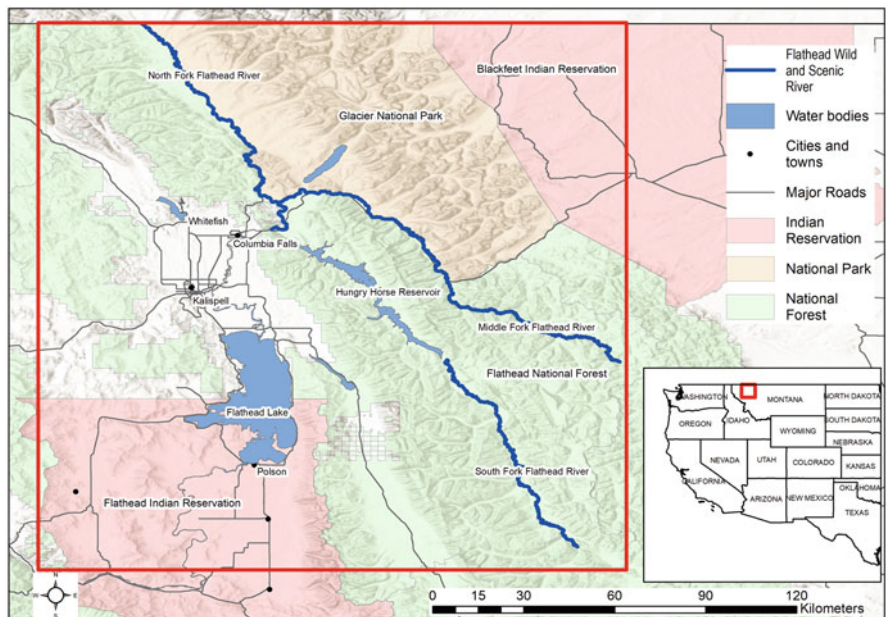 North Fork Flathead River
Blackfeet Indian Reservation
Glacier National Park
Whitefish
Columbia Falls
Kalispell
Hungry Horse Reservoir
Middle Fork Flathead River
Flathead National Forest
Flathead Lake
Polson
South Fork Flathead River
Flathead Indian Reservation
Flathead Wild
and Scenic
River
Water bodies
Cities and
towns
Major Roads
Indian
Reservation
National Park
National
Forest
WASHINGTON
MONTANA
NORTH DAKOTA
OREGON
IDAHO
SOUTH DAKOTA
WYOMING
NEBRASKA
NEVADA
UTAH
COLORADO
KANSAS
CALIFORNIA
OKLAHOMA
ARIZONA
NEW MEXICO
TEXAS
N
W
E
S
0 15 30 60 90 120
Kilometers